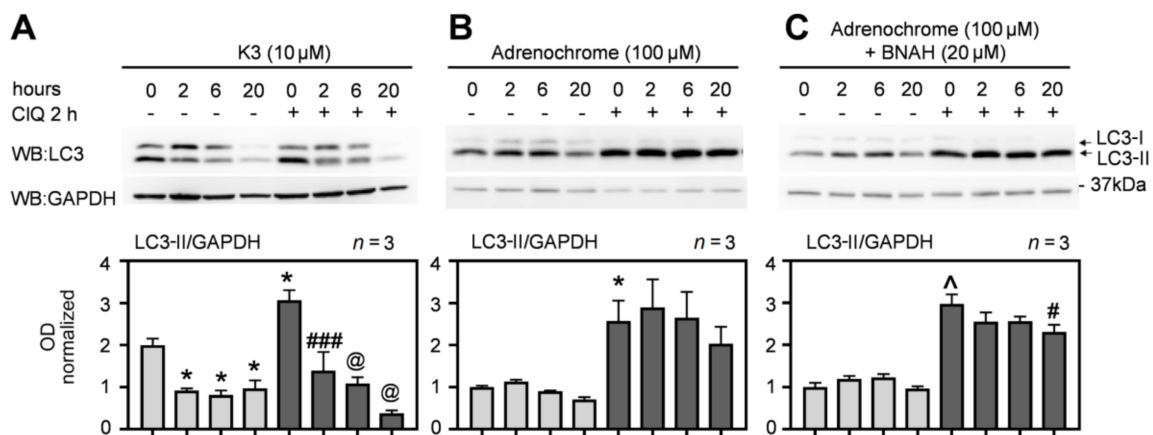 A
K3 (10 µM)
hours 0 2 6 20 0 2 6 20
ClQ 2 h - - - - + + + +
WB:LC3
WB:GAPDH
LC3-II/GAPDH n = 3
OD normalized
4
3
2
1
0
* * * * ### @ @
B
Adrenochrome (100 µM)
0 2 6 20 0 2 6 20
- - - - + + + +
LC3-II/GAPDH n = 3
4
3
2
1
0
*
C
Adrenochrome (100 µM)
+ BNAH (20 µM)
0 2 6 20 0 2 6 20
- - - - + + + +
LC3-I
LC3-II
- 37kDa
LC3-II/GAPDH n = 3
4
3
2
1
0
^ #